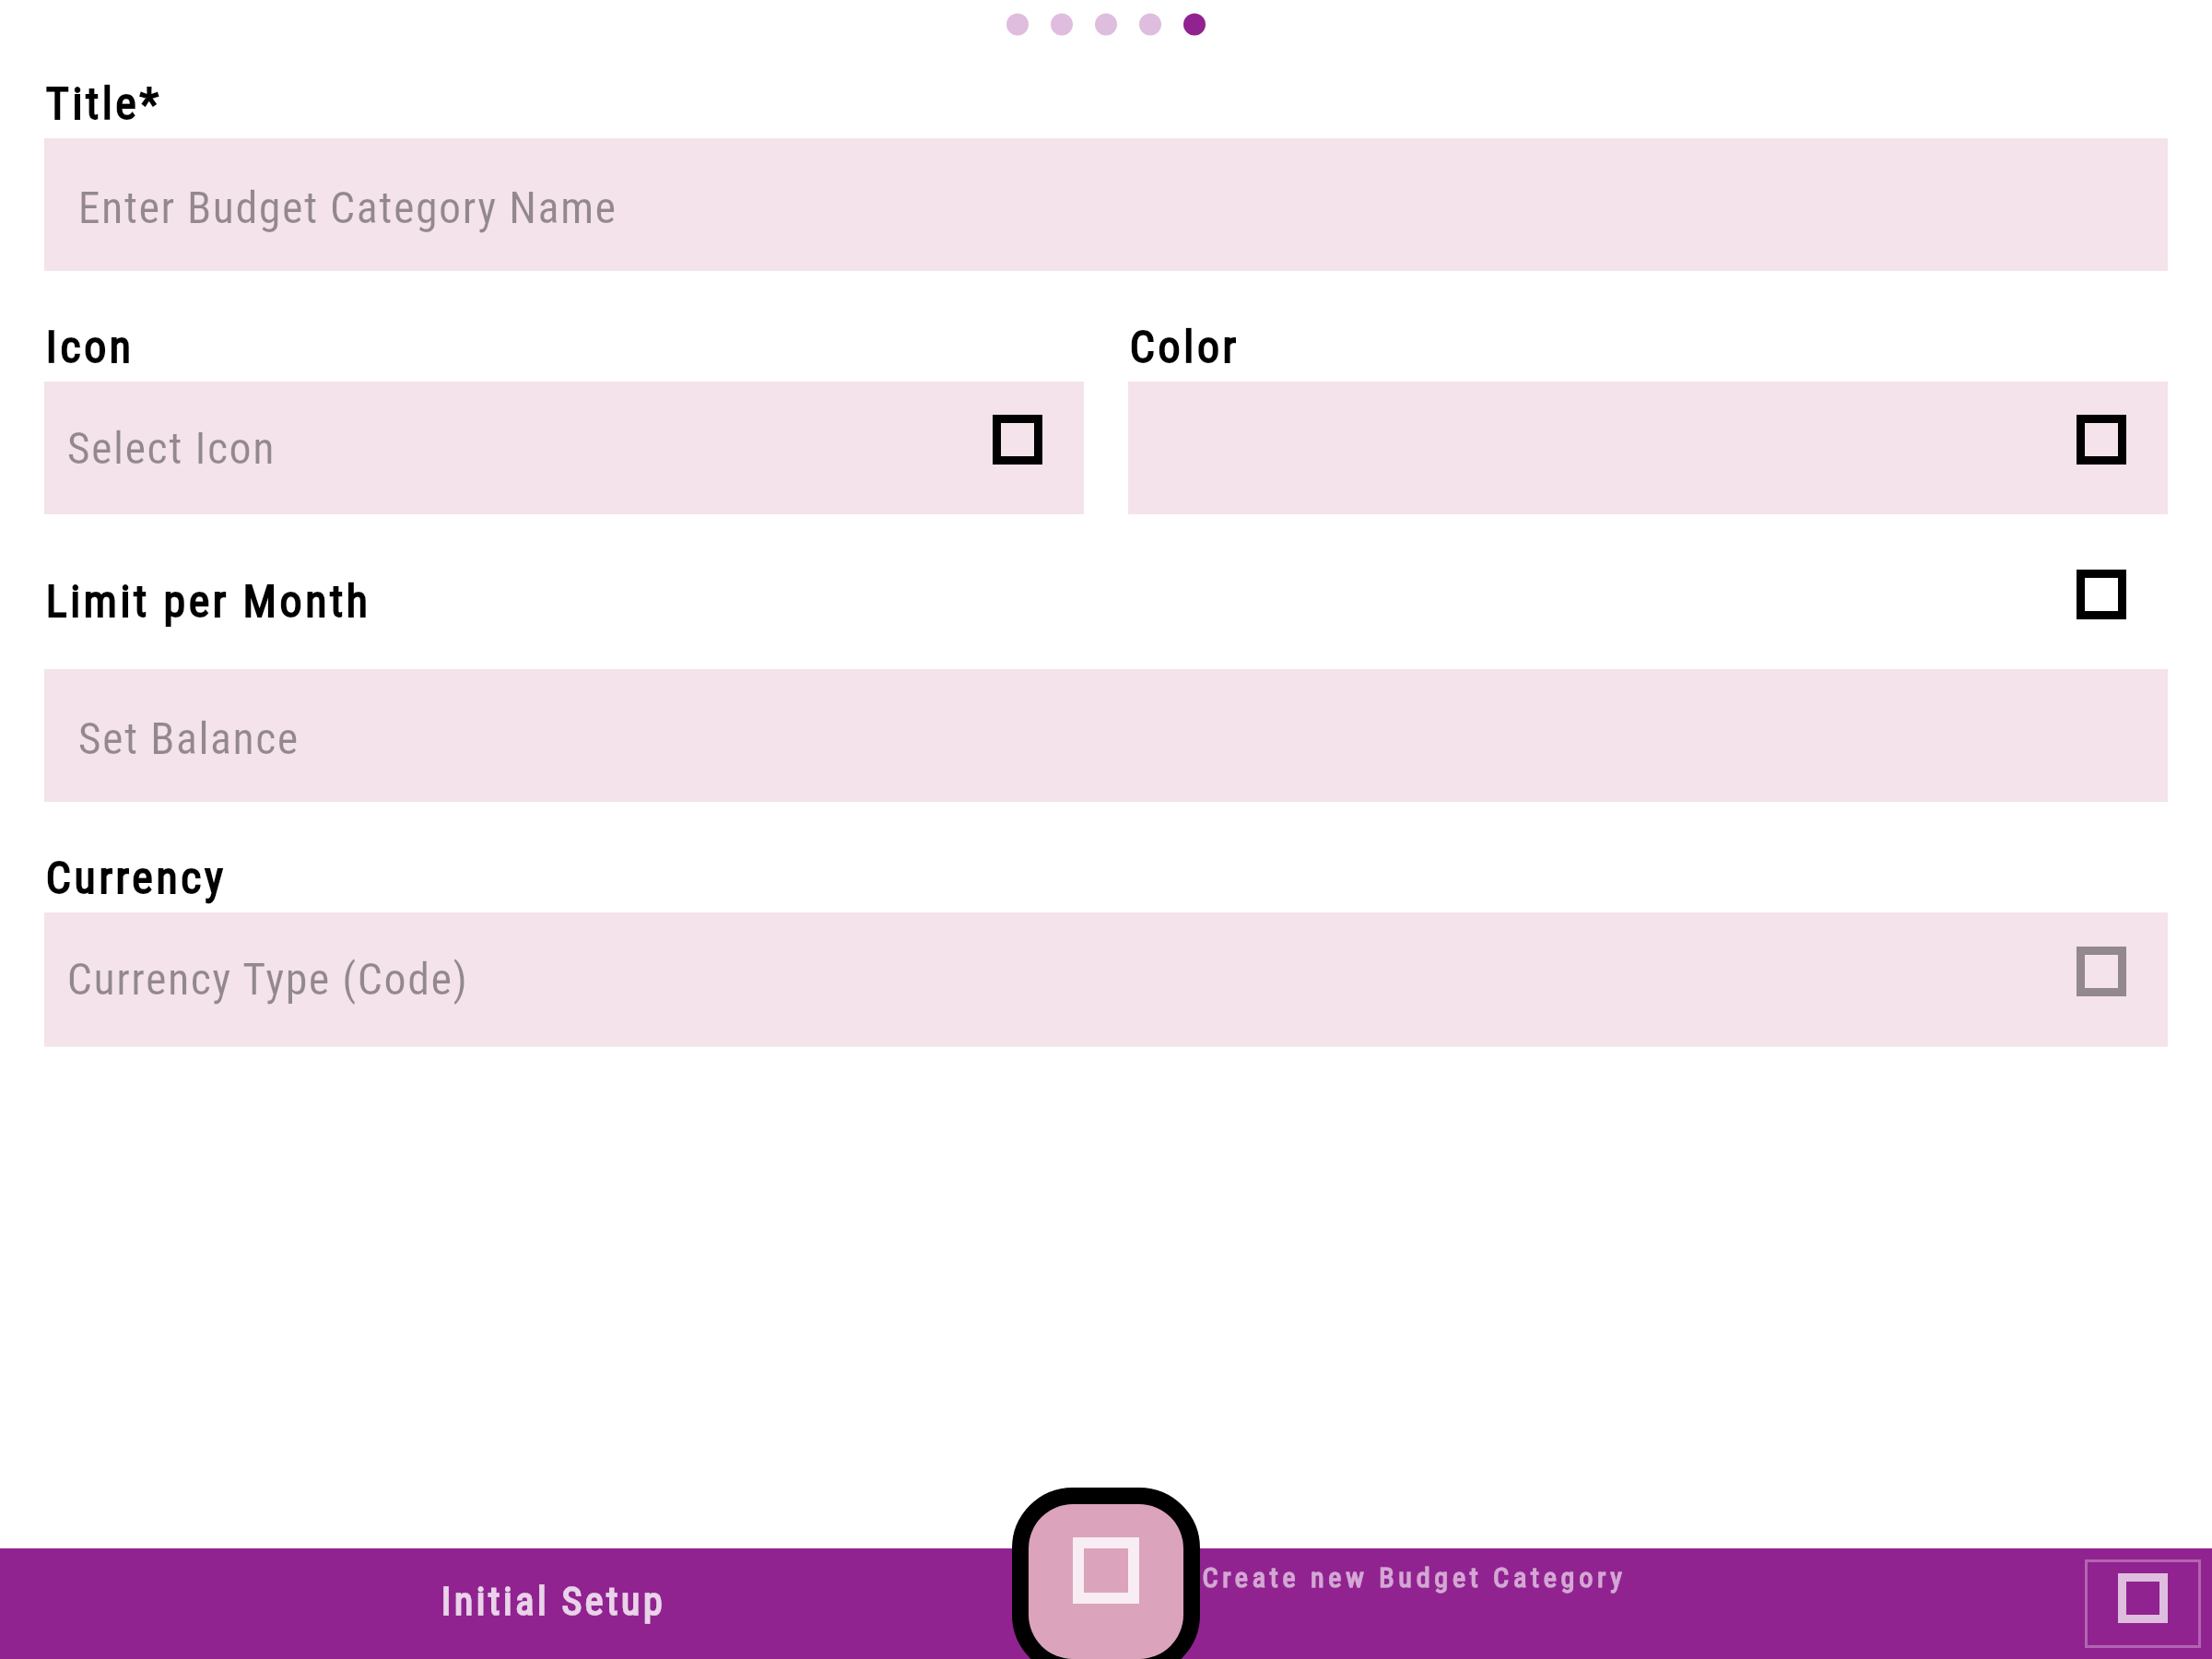 Title*
Enter Budget Category Name
Icon
Color
Select Icon
Limit per Month
Set Balance
Currency
Currency Type (Code)
Initial Setup
Create new Budget Category